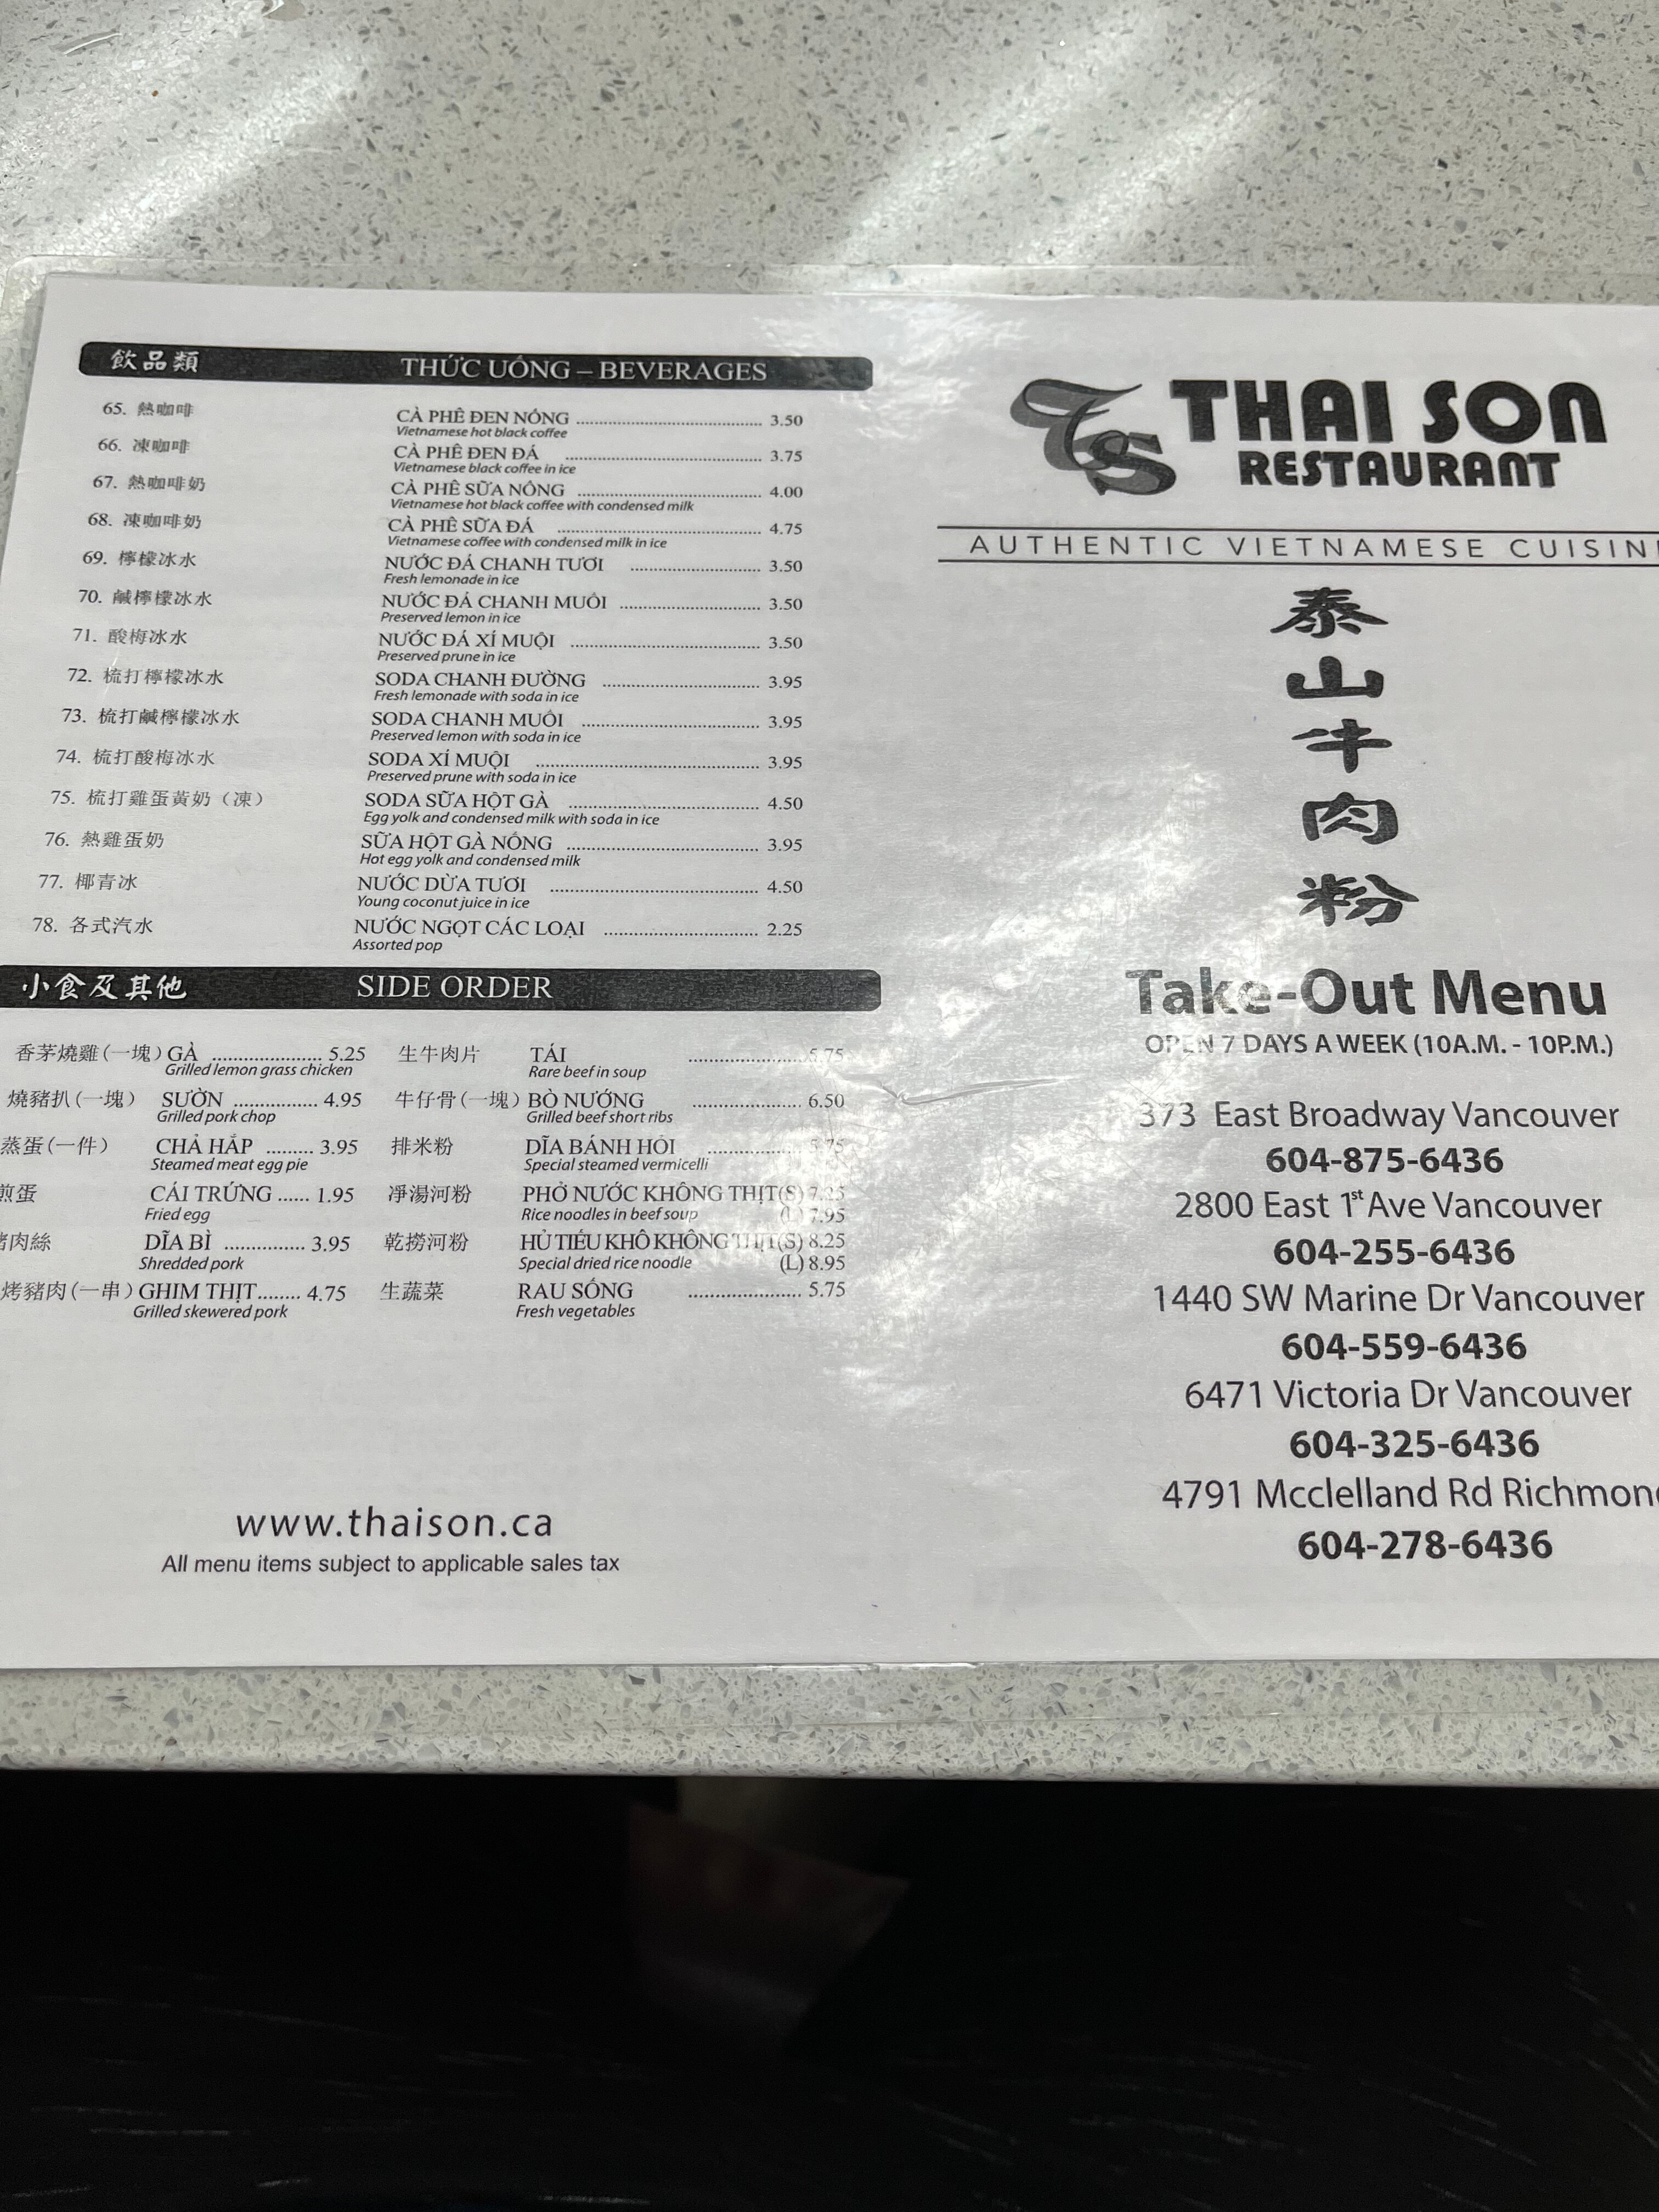 飲品類 THỨC UỐNG – BEVERAGES
65. 熱咖啡 CÀ PHÊ ĐEN NÓNG 3.50
Vietnamese hot black coffee
66. 凍咖啡 CÀ PHÊ ĐEN ĐÁ 3.75
Vietnamese black coffee in ice
67. 熱咖啡奶 CÀ PHÊ SỮA NÓNG 4.00
Vietnamese hot black coffee with condensed milk
68. 凍咖啡奶 CÀ PHÊ SỮA ĐÁ 4.75
Vietnamese coffee with condensed milk in ice
69. 檸檬冰水 NƯỚC ĐÁ CHANH TƯƠI 3.50
Fresh lemonade in ice
70. 鹹檸檬冰水 NƯỚC ĐÁ CHANH MUỐI 3.50
Preserved lemon in ice
71. 酸梅冰水 NƯỚC ĐÁ XÍ MUỘI 3.50
Preserved prune in ice
72. 梳打檸檬冰水 SODA CHANH ĐƯỜNG 3.95
Fresh lemonade with soda in ice
73. 梳打鹹檸檬冰水 SODA CHANH MUỐI 3.95
Preserved lemon with soda in ice
74. 梳打酸梅冰水 SODA XÍ MUỘI 3.95
Preserved prune with soda in ice
75. 梳打雞蛋黃奶（凍） SODA SỮA HỘT GÀ 4.50
Egg yolk and condensed milk with soda in ice
76. 熱雞蛋奶 SỮA HỘT GÀ NÓNG 3.95
Hot egg yolk and condensed milk
77. 椰青冰 NƯỚC DỪA TƯƠI 4.50
Young coconut juice in ice
78. 各式汽水 NƯỚC NGỌT CÁC LOẠI 2.25
Assorted pop
小食及其他 SIDE ORDER
香茅燒雞(一塊) GÀ 5.25 生牛肉片 TÁI 5.75
Grilled lemon grass chicken Rare beef in soup
燒豬扒(一塊) SƯỜN 4.95 牛仔骨(一塊) BÒ NƯỚNG 6.50
Grilled pork chop Grilled beef short ribs
蒸蛋(一件) CHẢ HẤP 3.95 排米粉 DĨA BÁNH HỎI 5.75
Steamed meat egg pie Special steamed vermicelli
煎蛋 CÁI TRỨNG 1.95 凈湯河粉 PHỞ NƯỚC KHÔNG THỊT(S) 7.25
Fried egg Rice noodles in beef soup (L) 7.95
肉絲 DĨA BÌ 3.95 乾撈河粉 HỦ TIẾU KHÔ KHÔNG THỊT(S) 8.25
Shredded pork Special dried rice noodle (L) 8.95
烤豬肉(一串) GHIM THỊT 4.75 生蔬菜 RAU SỐNG 5.75
Grilled skewered pork Fresh vegetables
www.thaison.ca
All menu items subject to applicable sales tax
TS THAI SON
RESTAURANT
AUTHENTIC VIETNAMESE CUISIN
泰
山
牛
肉
粉
Take-Out Menu
OPEN 7 DAYS A WEEK (10A.M. - 10P.M.)
373 East Broadway Vancouver
604-875-6436
2800 East 1st Ave Vancouver
604-255-6436
1440 SW Marine Dr Vancouver
604-559-6436
6471 Victoria Dr Vancouver
604-325-6436
4791 Mcclelland Rd Richmon
604-278-6436